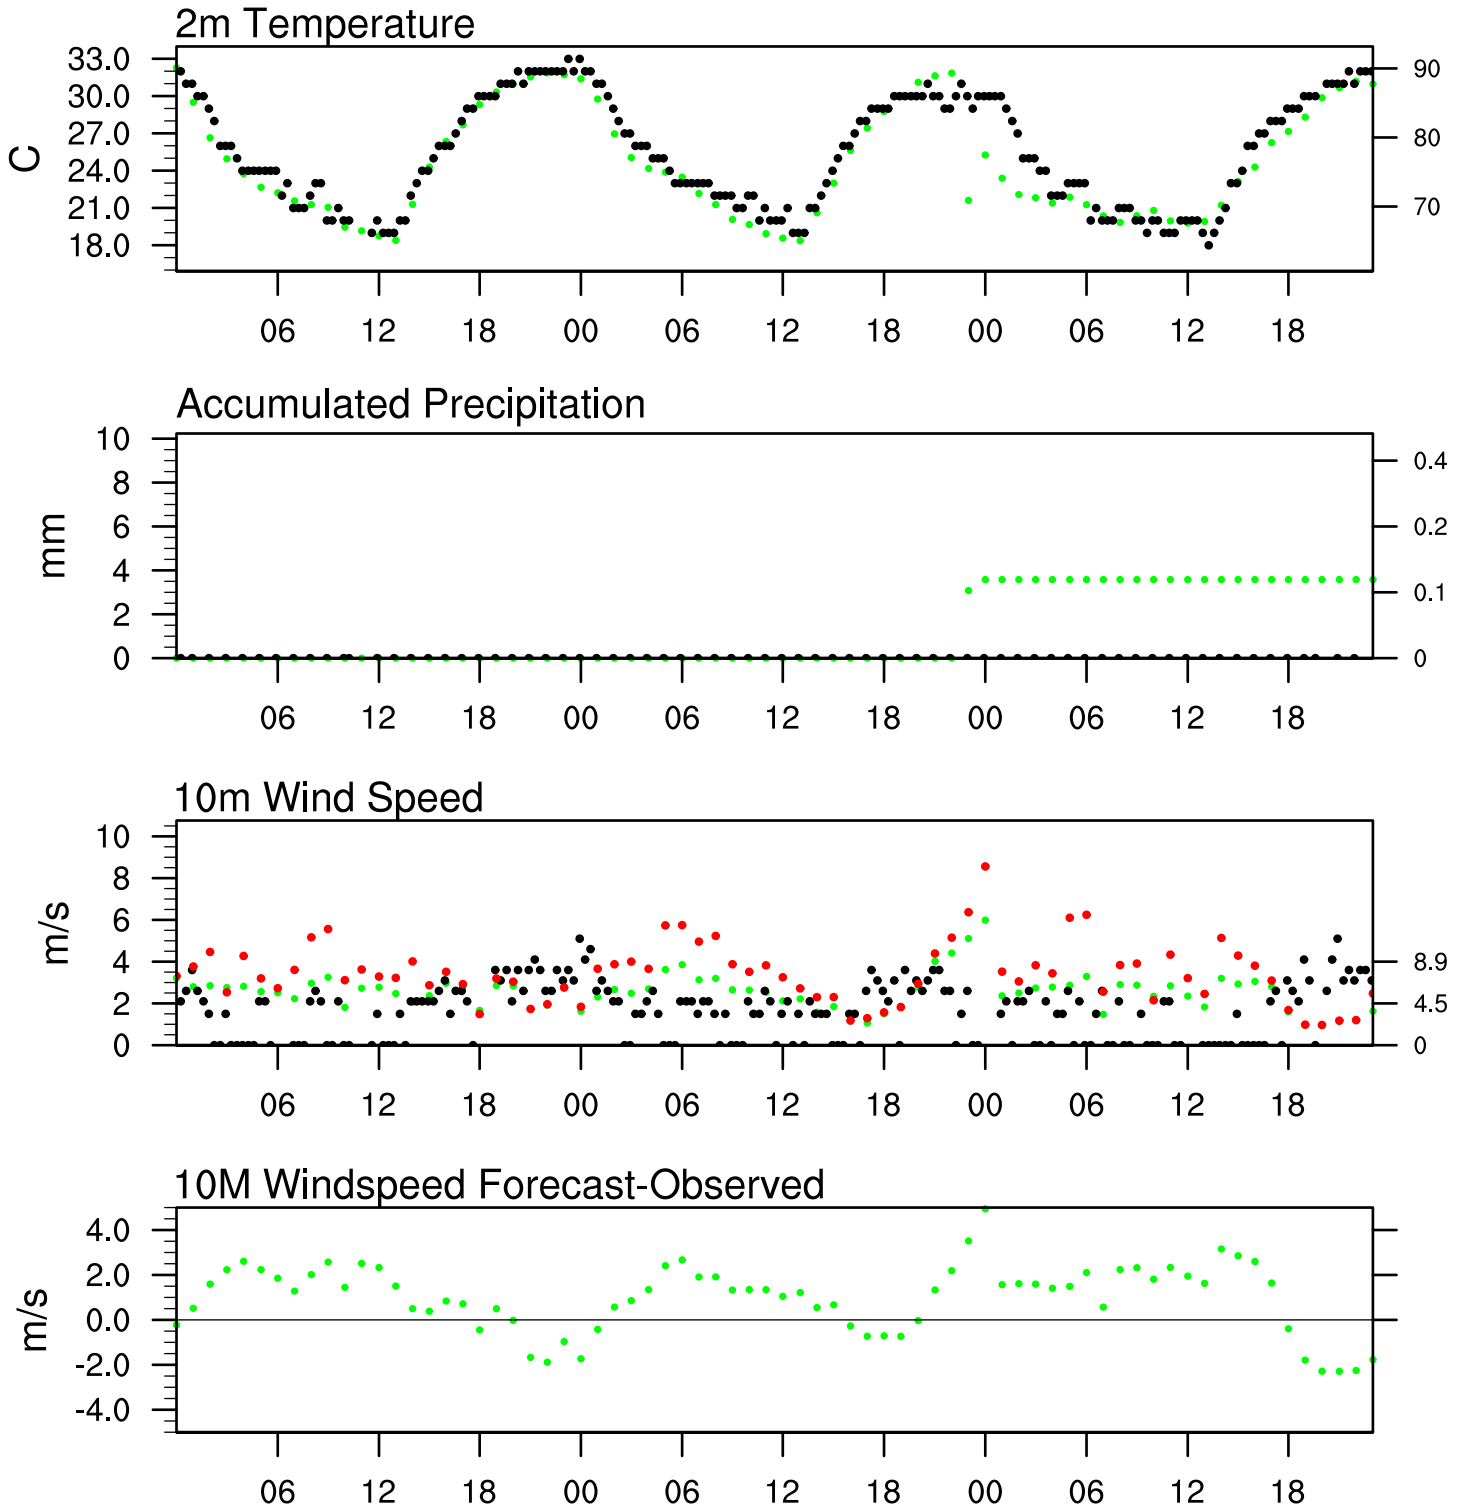 2m Temperature
33.0
30.0
27.0
24.0
21.0
18.0
C
90
80
70
06 12 18 00 06 12 18 00 06 12 18
Accumulated Precipitation
10
8
6
4
2
0
mm
0.4
0.2
0.1
0
06 12 18 00 06 12 18 00 06 12 18
10m Wind Speed
10
8
6
4
2
0
m/s
8.9
4.5
0
06 12 18 00 06 12 18 00 06 12 18
10M Windspeed Forecast-Observed
4.0
2.0
0.0
-2.0
-4.0
m/s
06 12 18 00 06 12 18 00 06 12 18